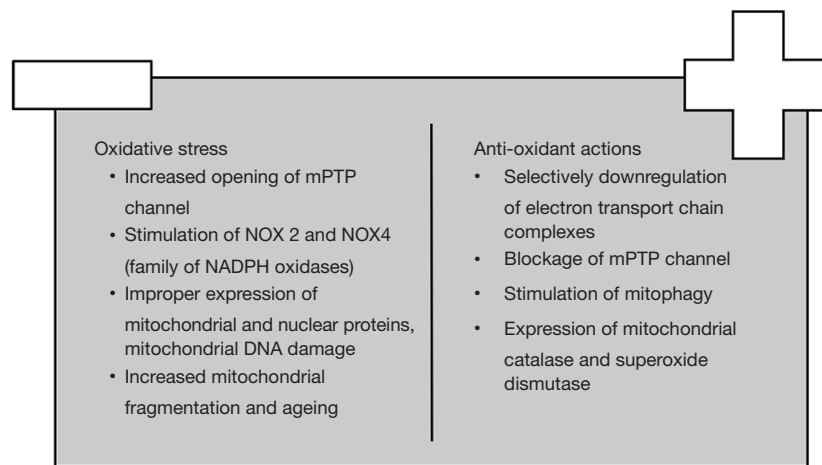 Oxidative stress
• Increased opening of mPTP
channel
• Stimulation of NOX 2 and NOX4
(family of NADPH oxidases)
• Improper expression of
mitochondrial and nuclear proteins,
mitochondrial DNA damage
• Increased mitochondrial
fragmentation and ageing
Anti-oxidant actions
• Selectively downregulation
of electron transport chain
complexes
• Blockage of mPTP channel
• Stimulation of mitophagy
• Expression of mitochondrial
catalase and superoxide
dismutase